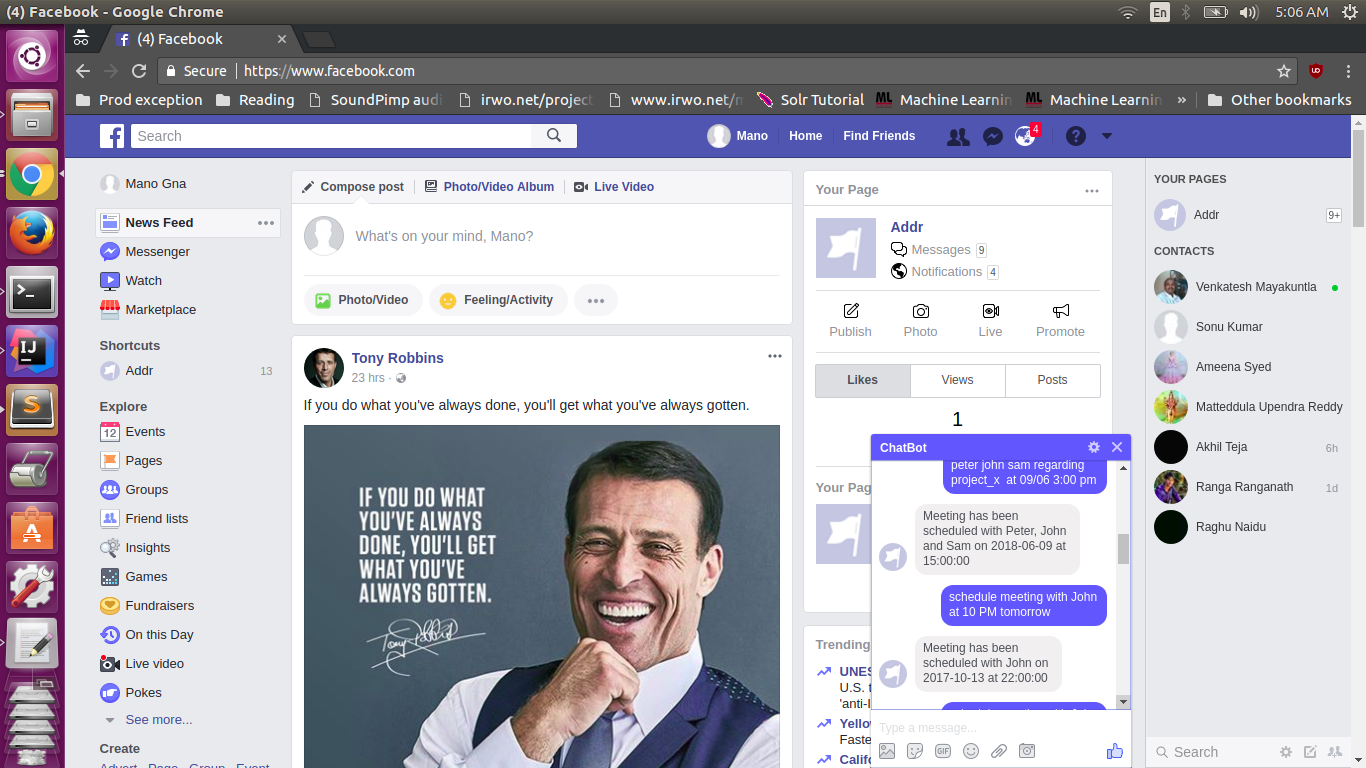 (4) Facebook - Google Chrome
En
5:06 AM
(4) Facebook
Secure
https://www.facebook.com
Prod exception
Reading
SoundPimp aud
irwo.net/project
www.irwo.net/
Solr Tutorial
Machine Learnin
Machine Learnin
»
Other bookmarks
Search
Mano
Home
Find Friends
4
Mano Gna
News Feed
Messenger
Watch
Marketplace
Shortcuts
Addr 13
Explore
12
Events
Pages
Groups
Friend lists
Insights
Games
Fundraisers
On this Day
Live video
Pokes
See more...
Create
Advert Page Group Event
Compose post
Photo/Video Album
Live Video
What's on your mind, Mano?
Photo/Video
Feeling/Activity
Tony Robbins
23 hrs ·
If you do what you've always done, you'll get what you've always gotten.
IF YOU DO WHAT
YOU'VE ALWAYS
DONE, YOU'LL GET
WHAT YOU'VE
ALWAYS GOTTEN.
Tony Robbins
Your Page
Addr
Messages 9
Notifications 4
Publish
Photo
Live
Promote
Likes
Views
Posts
1
Your Pag
Trending
UNES
U.S. t
'anti-I
Yello
Faste
Califo
ChatBot
peter john sam regarding
project_x at 09/06 3:00 pm
Meeting has been
scheduled with Peter, John
and Sam on 2018-06-09 at
15:00:00
schedule meeting with John
at 10 PM tomorrow
Meeting has been
scheduled with John on
2017-10-13 at 22:00:00
Type a message...
GIF
YOUR PAGES
Addr 9+
CONTACTS
Venkatesh Mayakuntla
Sonu Kumar
Ameena Syed
Matteddula Upendra Reddy
Akhil Teja 6h
Ranga Ranganath 1d
Raghu Naidu
Search